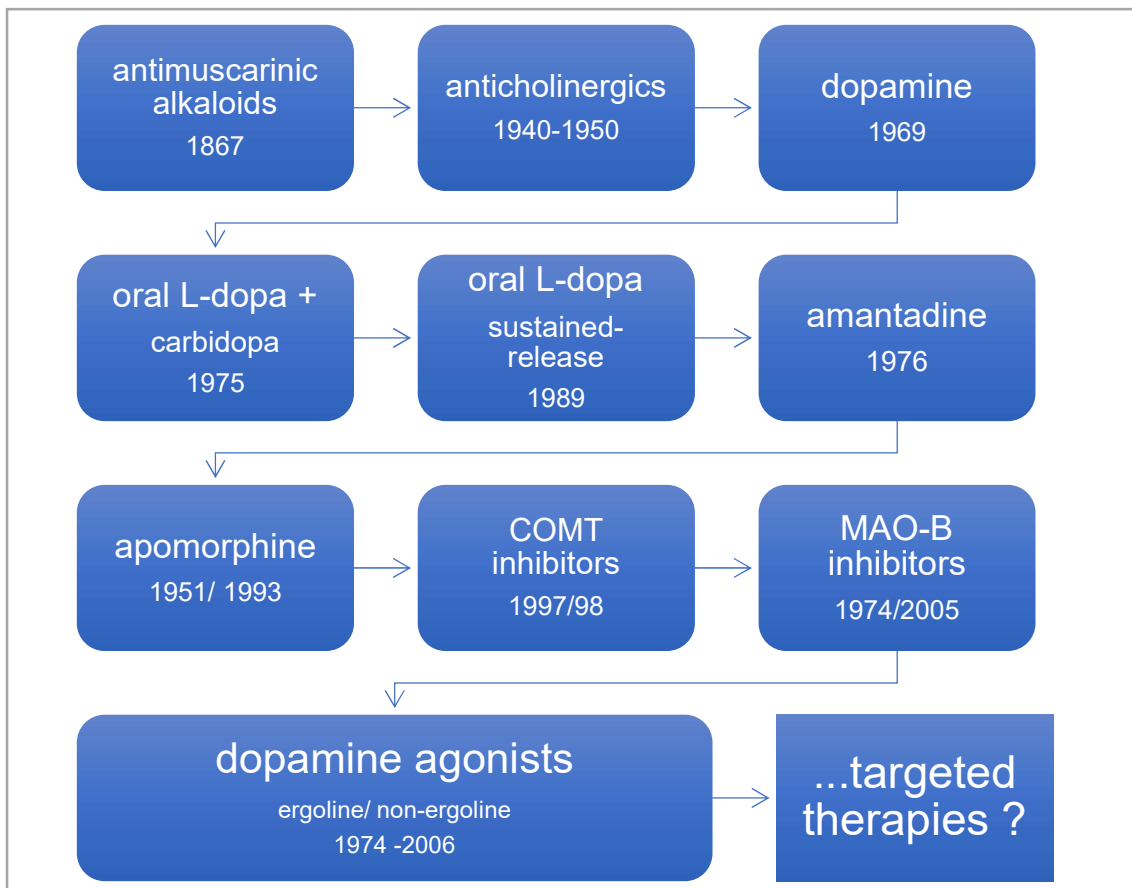 antimuscarinic
alkaloids
1867
anticholinergics
1940-1950
dopamine
1969
oral L-dopa +
carbidopa
1975
oral L-dopa
sustained-
release
1989
amantadine
1976
apomorphine
1951/ 1993
COMT
inhibitors
1997/98
MAO-B
inhibitors
1974/2005
dopamine agonists
ergoline/ non-ergoline
1974 -2006
...targeted
therapies ?